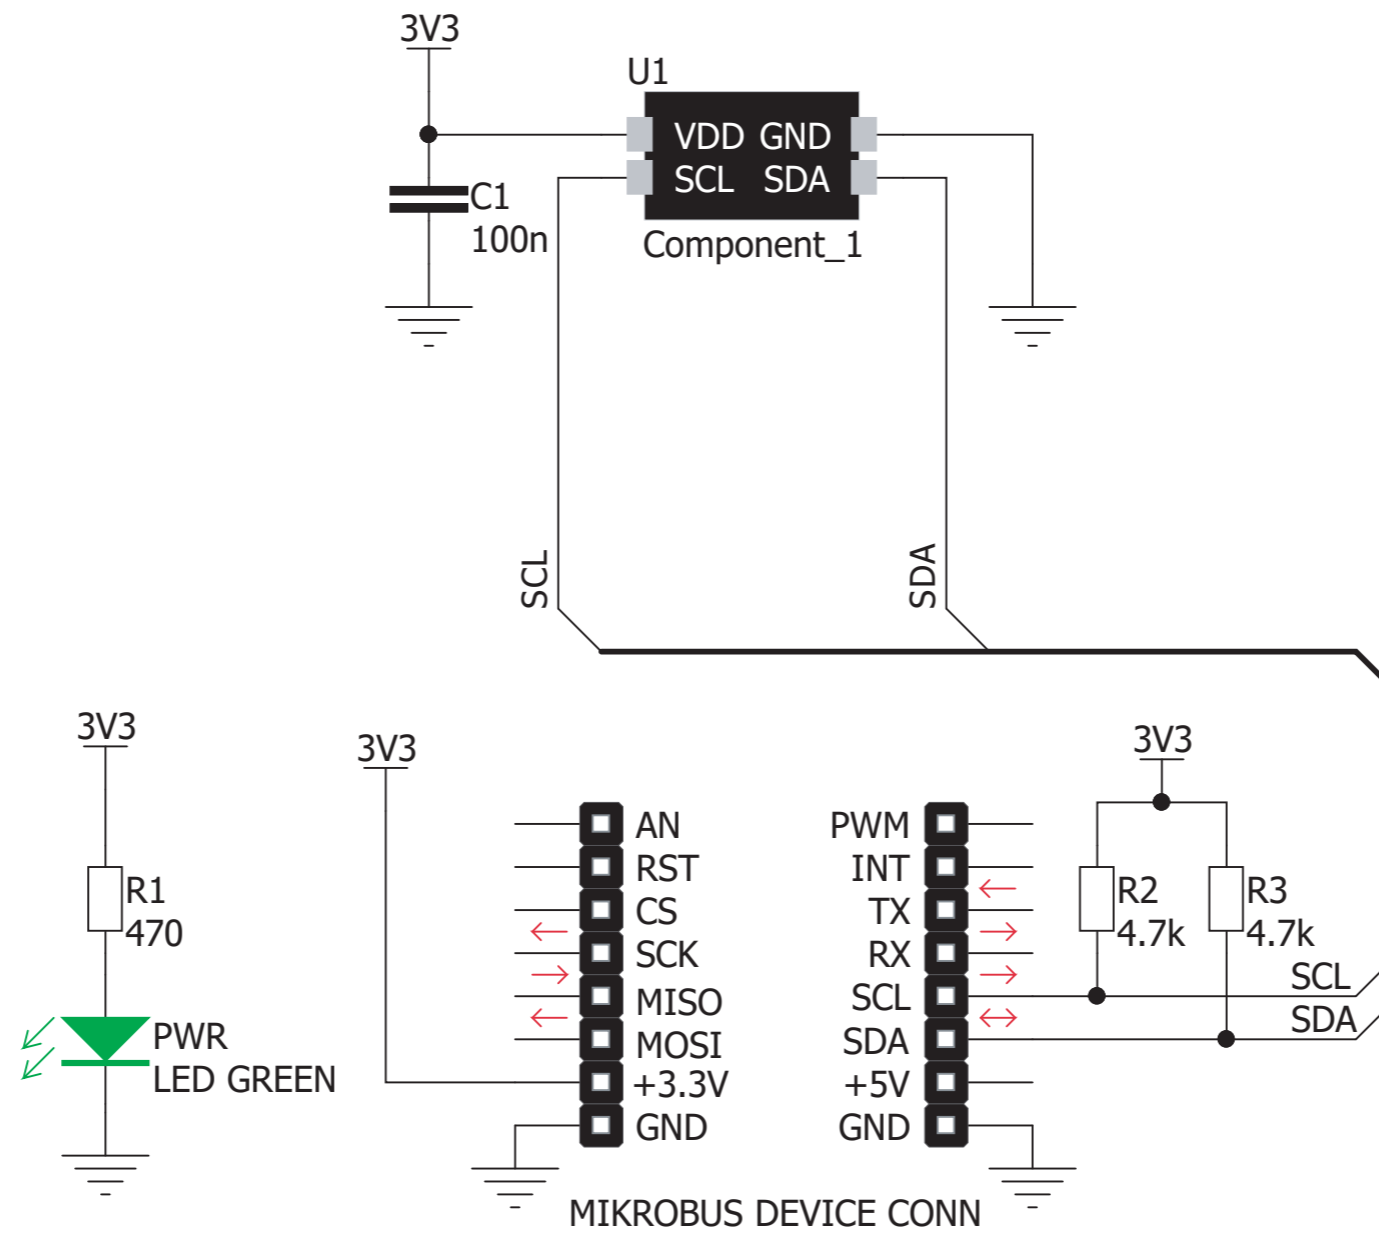 3V3
U1
VDD GND
SCL SDA
C1
100n
Component_1
SCL
SDA
3V3
3V3
3V3
R1
470
PWR
LED GREEN
AN
RST
CS
SCK
MISO
MOSI
+3.3V
GND
PWM
INT
TX
RX
SCL
SDA
+5V
GND
R2
4.7k
R3
4.7k
SCL
SDA
MIKROBUS DEVICE CONN